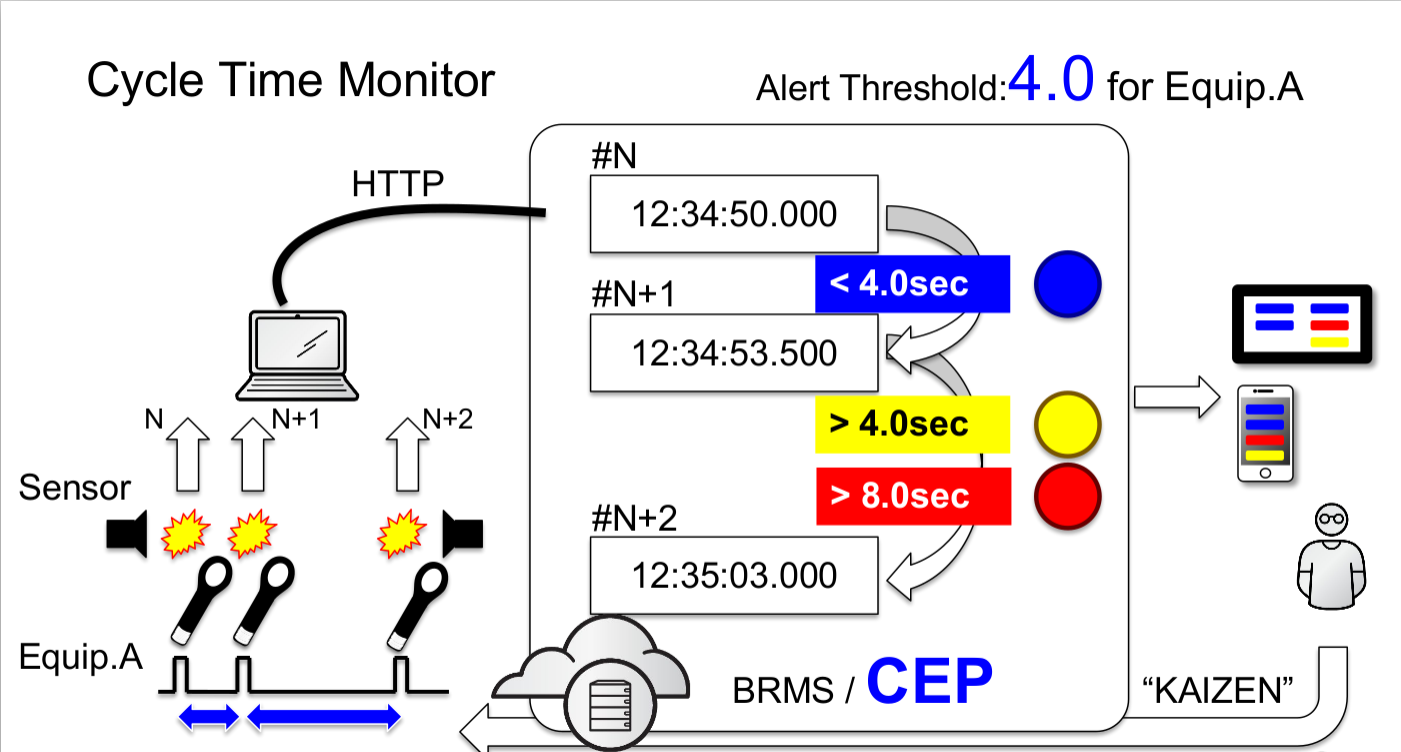 Cycle Time Monitor
Alert Threshold:4.0 for Equip.A
HTTP
#N
12:34:50.000
< 4.0sec
#N+1
12:34:53.500
> 4.0sec
> 8.0sec
#N+2
12:35:03.000
N
N+1
N+2
Sensor
Equip.A
BRMS / CEP
“KAIZEN”